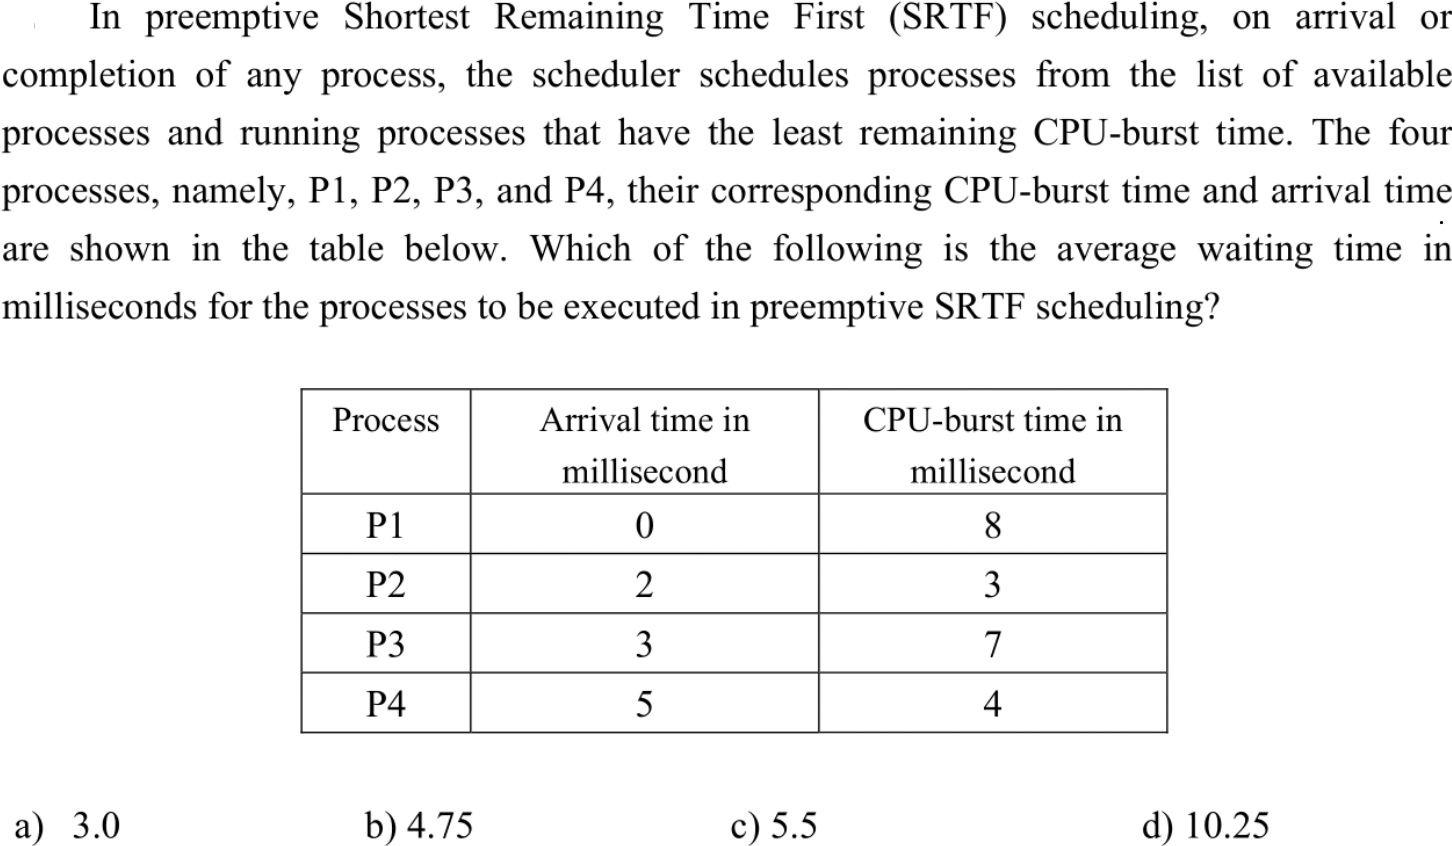 In preemptive Shortest Remaining Time First (SRTF) scheduling, on arrival or
completion of any process, the scheduler schedules processes from the list of available
processes and running processes that have the least remaining CPU-burst time. The four
processes, namely, P1, P2, P3, and P4, their corresponding CPU-burst time and arrival time
are shown in the table below. Which of the following is the average waiting time in
milliseconds for the processes to be executed in preemptive SRTF scheduling?
Process Arrival time in millisecond CPU-burst time in millisecond
P1 0 8
P2 2 3
P3 3 7
P4 5 4
a) 3.0 b) 4.75 c) 5.5 d) 10.25